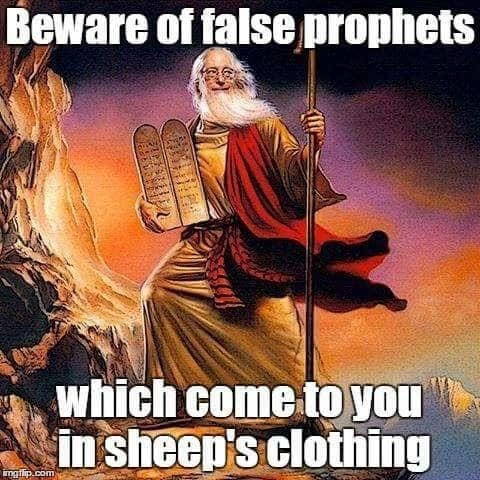 Beware of false prophets
which come to you
in sheep's clothing
imgflip.com